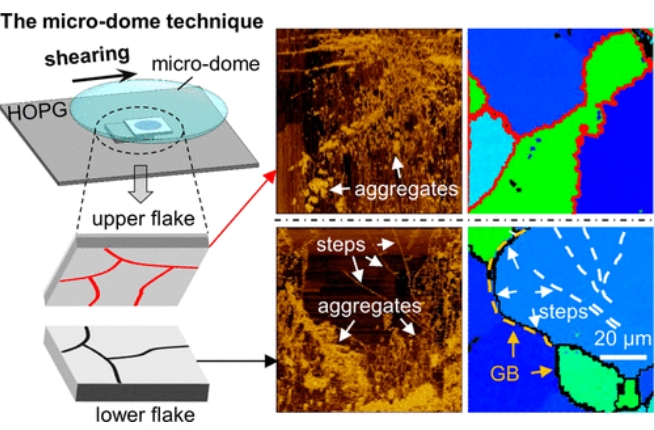 The micro-dome technique
shearing
micro-dome
HOPG
upper flake
lower flake
aggregates
steps
aggregates
steps
20 µm
GB